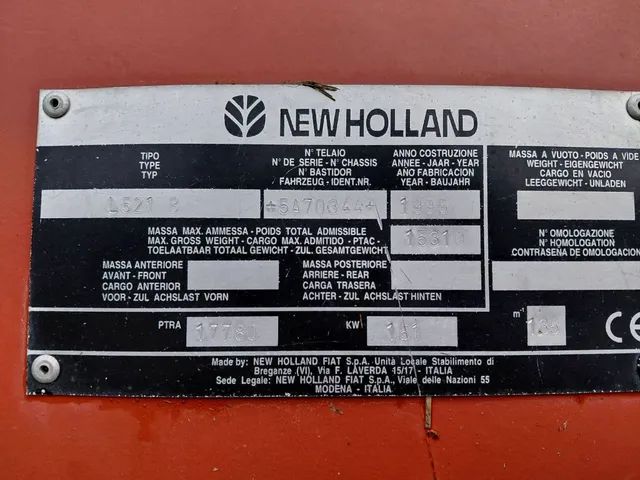 NEW HOLLAND
TIPO
TYPE
TYP
N° TELAIO
N° DE SERIE - N° CHASSIS
N° BASTIDOR
FAHRZEUG - IDENT.NR.
ANNO COSTRUZIONE
ANNEE - JAAR - YEAR
AÑO FABRICACION
YEAR - BAUJAHR
MASSA A VUOTO - POIDS A VIDE
WEIGHT - EIGENGEWICHT
CARGO EN VACIO
LEEGGEWICHT - UNLADEN
MASSA MAX. AMMESSA - POIDS TOTAL ADMISSIBLE
MAX. GROSS WEIGHT - CARGO MAX. ADMITIDO - PTAC -
TOELAATBAAR TOTAAL GEWICHT - ZUL. GESAMTGEWICHT
N° OMOLOGAZIONE
N° HOMOLOGATION
CONTRASENA DE OMOLOGACION
MASSA ANTERIORE
AVANT - FRONT
CARGO ANTERIOR
VOOR - ZUL ACHSLAST VORN
MASSA POSTERIORE
ARRIERE - REAR
CARGA TRASERA
ACHTER - ZUL ACHSLAST HINTEN
PTRA
KW
m⁻¹
CE
Made by: NEW HOLLAND FIAT S.p.A. Unità Locale Stabilimento di
Breganze (VI), Via F. LAVERDA 15/17 - ITALIA
Sede Legale: NEW HOLLAND FIAT S.p.A., Viale delle Nazioni 55
MODENA - ITALIA